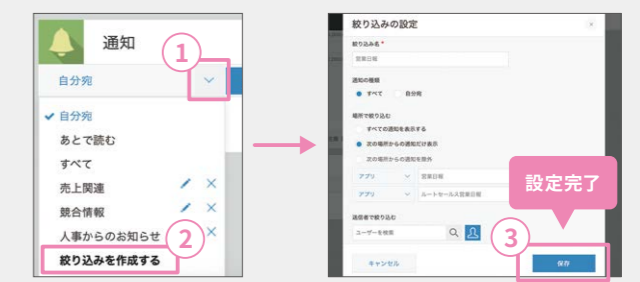 通知
1
自分宛
自分宛
あとで読む
すべて
売上関連
競合情報
人事からのお知らせ
2
絞り込みを作成する
絞り込みの設定
絞り込み名 *
営業日報
通知の種類
すべて 自分宛
場所で絞り込む
すべての通知を表示する
次の場所からの通知だけ表示
次の場所からの通知を除外
アプリ 営業日報
アプリ ルートセールス営業日報
設定完了
送信者で絞り込む
ユーザーを検索
3
キャンセル 保存